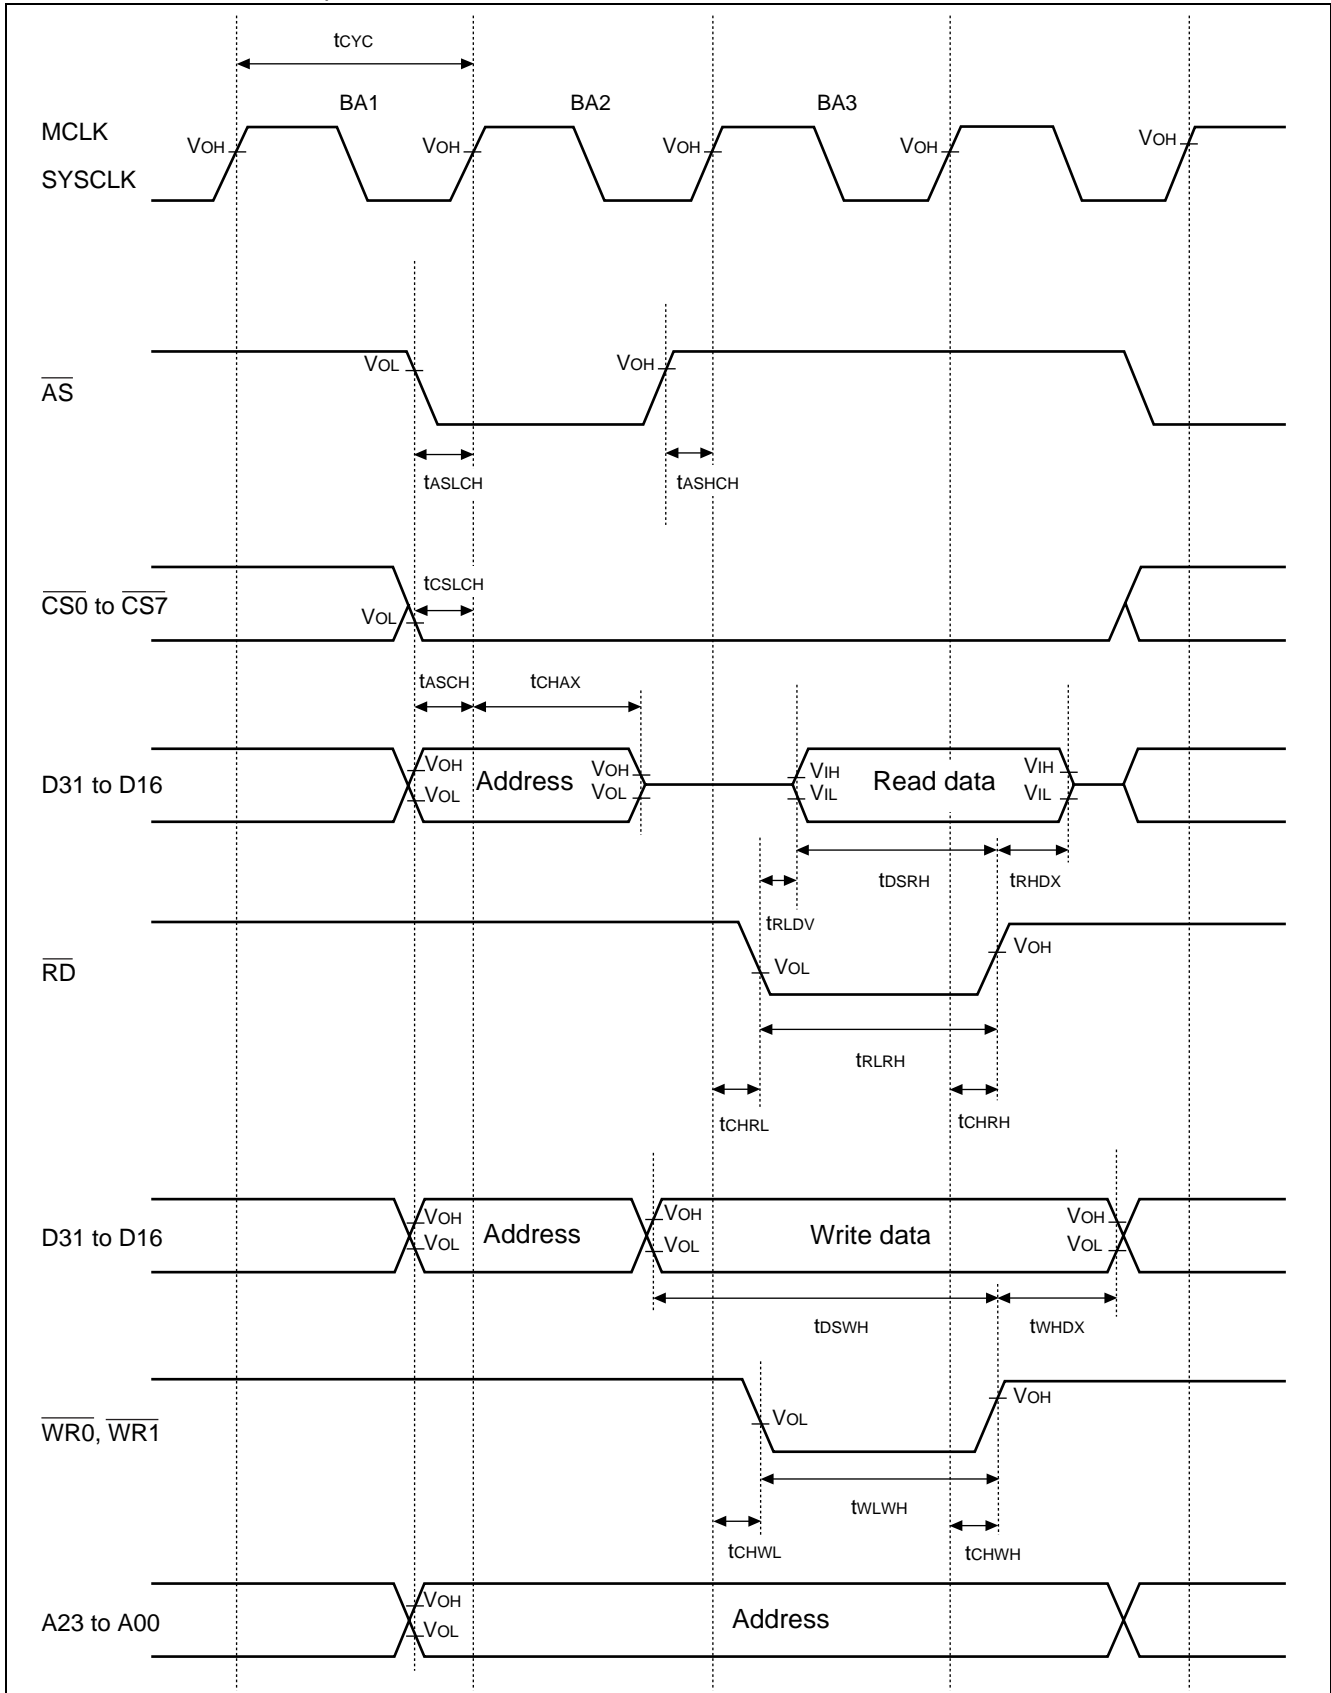 tCYC
BA1 BA2 BA3
MCLK
VOH VOH VOH VOH VOH
SYSCLK
VOL VOH
AS
tASLCH tASHCH
tCSLCH
CS0 to CS7
VOL
tASCH tCHAX
D31 to D16
VOH Address VOH VIH Read data VIH
VOL VOL VIL VIL
tDSRH tRHDX
tRLDV
RD
VOL VOH
tRLRH
tCHRL tCHRH
D31 to D16
VOH Address VOH Write data VOH
VOL VOL VOL
tDSWH tWHDX
WR0, WR1
VOL VOH
tWLWH
tCHWL tCHWH
A23 to A00
VOH Address
VOL